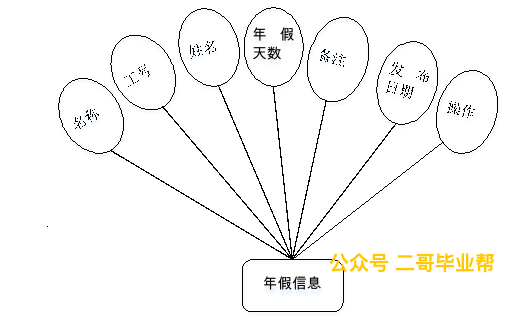 名称
工号
姓名
年 假
天数
备注
发 布
日期
操作
公众号 二哥毕业帮
年假信息